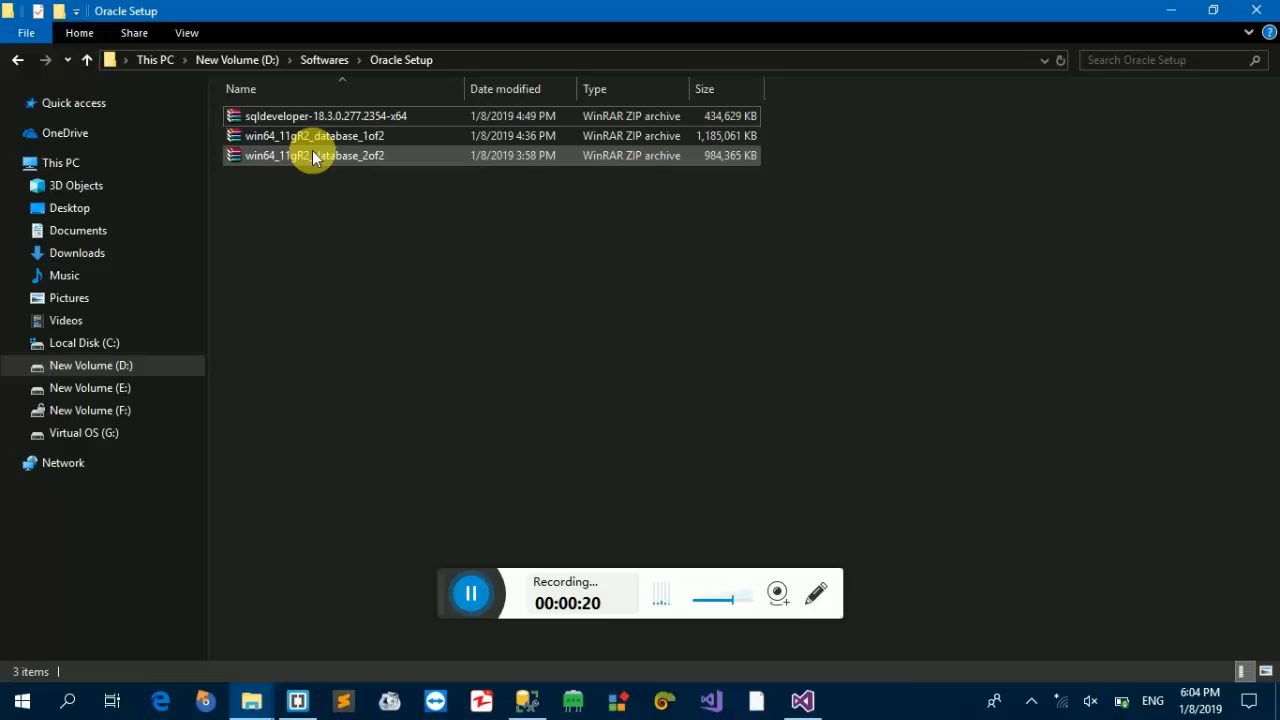 Oracle Setup
File Home Share View
This PC New Volume (D:) Softwares Oracle Setup
Search Oracle Setup
Name Date modified Type Size
sqldeveloper-18.3.0.277.2354-x64 1/8/2019 4:49 PM WinRAR ZIP archive 434,629 KB
win64_11gR2_database_1of2 1/8/2019 4:36 PM WinRAR ZIP archive 1,185,061 KB
win64_11gR2_database_2of2 1/8/2019 3:58 PM WinRAR ZIP archive 984,365 KB
Quick access
OneDrive
This PC
3D Objects
Desktop
Documents
Downloads
Music
Pictures
Videos
Local Disk (C:)
New Volume (D:)
New Volume (E:)
New Volume (F:)
Virtual OS (G:)
Network
Recording...
00:00:20
3 items
ENG
6:04 PM
1/8/2019